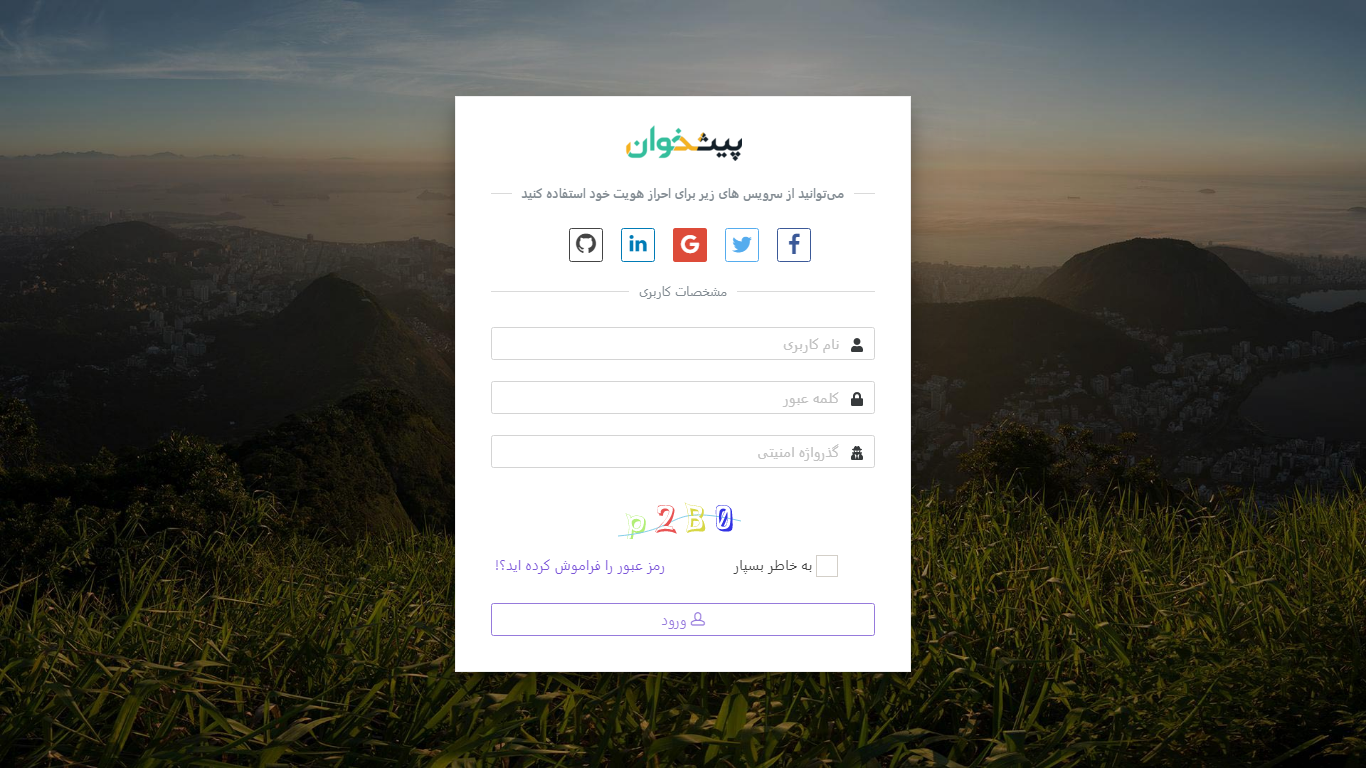 پیشخوان
می‌توانید از سرویس های زیر برای احراز هویت خود استفاده کنید
مشخصات کاربری
نام کاربری
کلمه عبور
گذرواژه امنیتی
p2B0
به خاطر بسپار
رمز عبور را فراموش کرده اید؟!
ورود